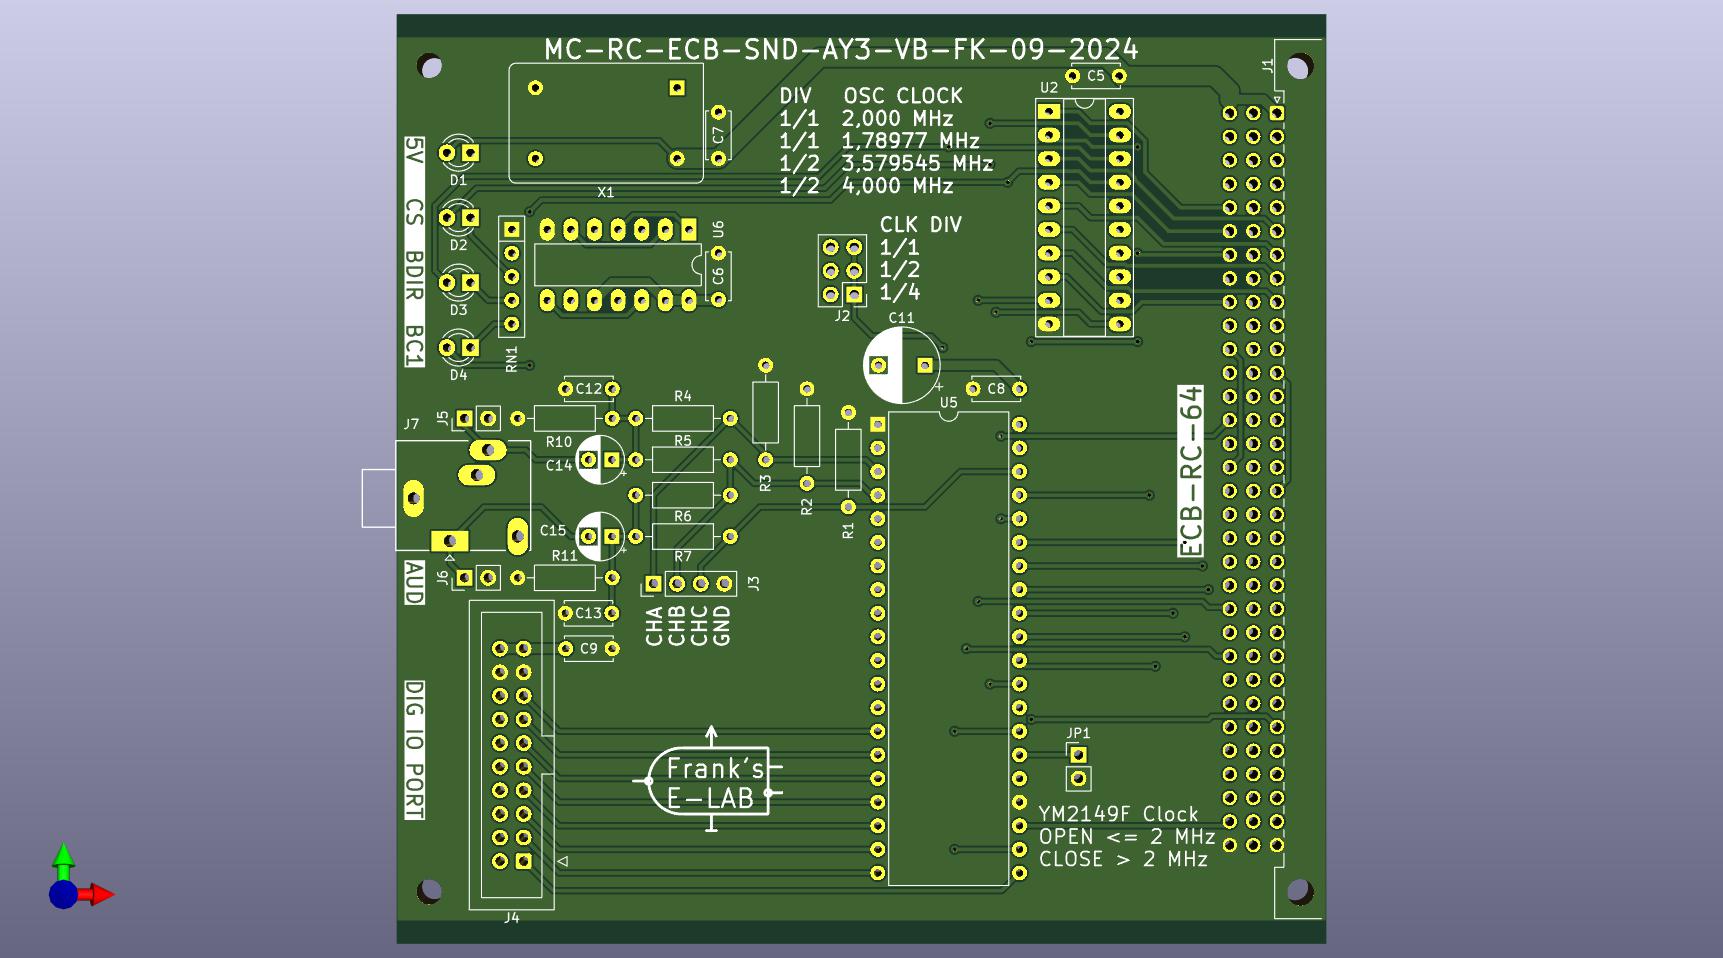 MC-RC-ECB-SND-AY3-VB-FK-09-2024
J1
C5
U2
DIV OSC CLOCK
1/1 2,000 MHz
1/1 1,78977 MHz
1/2 3,579545 MHz
1/2 4,000 MHz
C7
X1
5V
D1
CS
D2
BDIR
D3
BC1
D4
U6
C6
RN1
CLK DIV
1/1
1/2
1/4
J2
C11
+
C12
R4
C8
U5
J5
J7
R10
R5
C14
+
R3
R2
R1
R6
C15
+
R11
R7
ECB-RC-64
AUD
J6
J3
C13
CHA
CHB
CHC
GND
C9
DIG IO PORT
JP1
Frank's
E-LAB
YM2149F Clock
OPEN <= 2 MHz
CLOSE > 2 MHz
J4